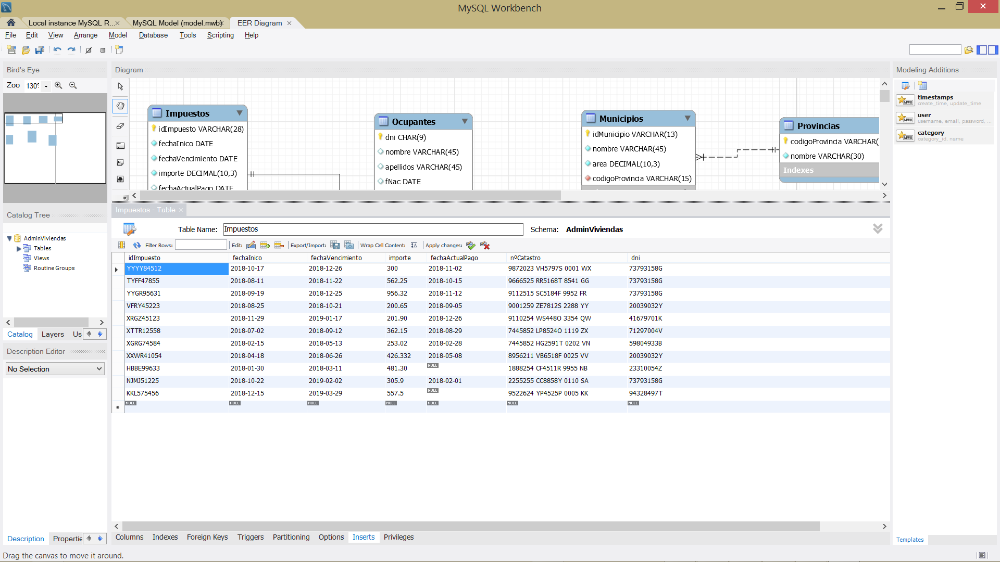 MySQL Workbench
Local instance MySQL R...× MySQL Model (model.mwb)× EER Diagram ×
File Edit View Arrange Model Database Tools Scripting Help
Bird's Eye
Zoo 130%
Diagram
Modeling Additions
timestamps
create_time, update_time
user
username, email, password, ...
category
category_id, name
Impuestos
idImpuesto VARCHAR(28)
fechaInico DATE
fechaVencimiento DATE
importe DECIMAL(10,3)
fechaActualPago DATE
Ocupantes
dni CHAR(9)
nombre VARCHAR(45)
apellidos VARCHAR(45)
fNac DATE
Municipios
idMunicipio VARCHAR(13)
nombre VARCHAR(45)
area DECIMAL(10,3)
codigoProvincia VARCHAR(15)
Provincias
codigoProvincia VARCHAR(
nombre VARCHAR(30)
Indexes
Catalog Tree
AdminViviendas
Tables
Views
Routine Groups
Catalog Layers Us
Description Editor
No Selection
Description Propertie
Impuestos - Table ×
Table Name: Impuestos Schema: AdminViviendas
Filter Rows: Edit: Export/Import: Wrap Cell Content: Apply changes:
idImpuesto fechaInico fechaVencimiento importe fechaActualPago nºCatastro dni
YYYY84512 2018-10-17 2018-12-26 300 2018-11-02 9872023 VH5797S 0001 WX 73793158G
TYFF47855 2018-08-11 2018-11-22 562.25 2018-10-15 9666525 RR5168T 8541 GG 73793158G
YYGR95631 2018-09-19 2018-12-25 956.32 2018-11-12 9112515 SC5184F 9952 FR 73793158G
VFRY45223 2018-08-25 2018-10-21 200.65 2018-09-05 9001259 ZE7812S 2288 YY 20039032Y
XRGZ45123 2018-11-29 2019-01-17 201.90 2018-12-26 9110254 WS448O 3354 QW 41679701K
XTTR12558 2018-07-02 2018-09-12 362.15 2018-08-29 7445852 LP8524O 1119 ZX 71297004V
XGRG74584 2018-02-15 2018-05-13 253.02 2018-02-28 7445852 HG2591T 0202 VN 59804933B
XXWR41054 2018-04-18 2018-06-26 426.332 2018-05-08 8956211 VB6518F 0025 VV 20039032Y
HBBE99633 2018-01-30 2018-03-11 481.30 NULL 1888254 CF4511R 9955 NB 23310054Z
NJMJ51225 2018-10-22 2019-02-02 305.9 2018-02-01 2255255 CC8858Y 0110 SA 73793158G
KKL575456 2018-12-15 2019-03-29 557.5 NULL 9522624 YP4525P 0005 KK 94328497T
NULL NULL NULL NULL NULL NULL NULL
Columns Indexes Foreign Keys Triggers Partitioning Options Inserts Privileges
Templates
Drag the canvas to move it around.